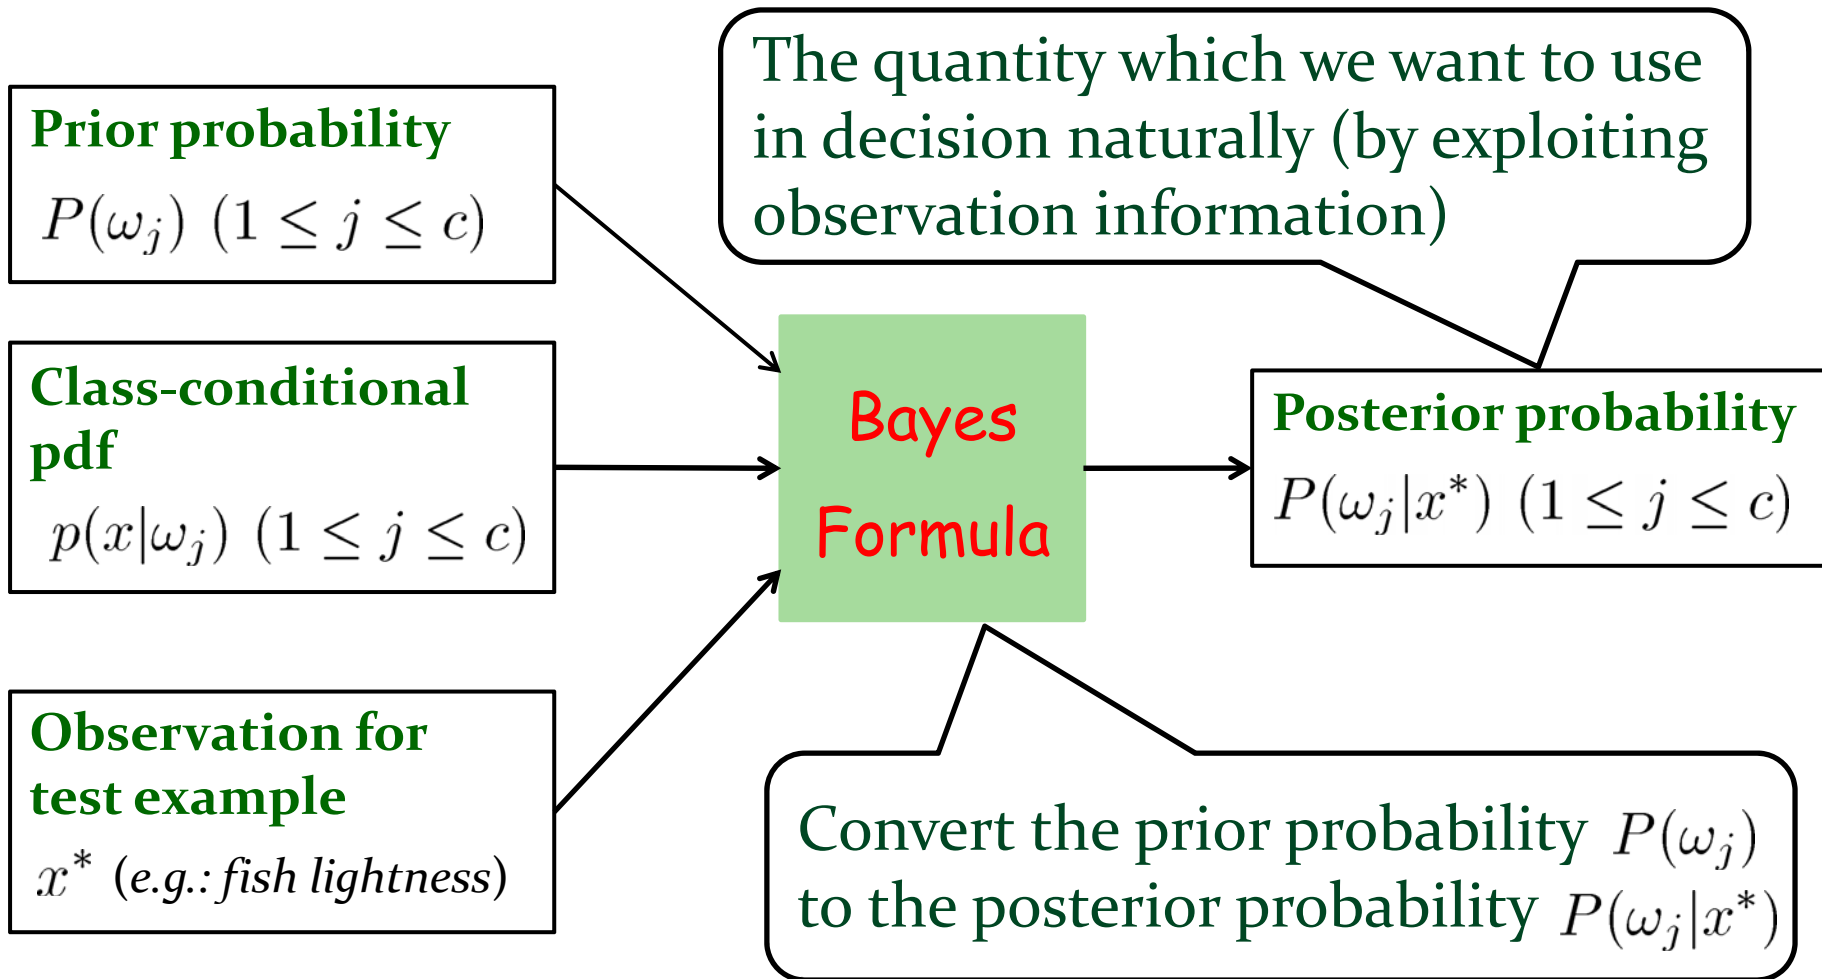 The quantity which we want to use
in decision naturally (by exploiting
observation information)
Prior probability
P(ω_j) (1 ≤ j ≤ c)
Class-conditional
pdf
p(x|ω_j) (1 ≤ j ≤ c)
Observation for
test example
x* (e.g.: fish lightness)
Bayes
Formula
Posterior probability
P(ω_j|x*) (1 ≤ j ≤ c)
Convert the prior probability P(ω_j)
to the posterior probability P(ω_j|x*)